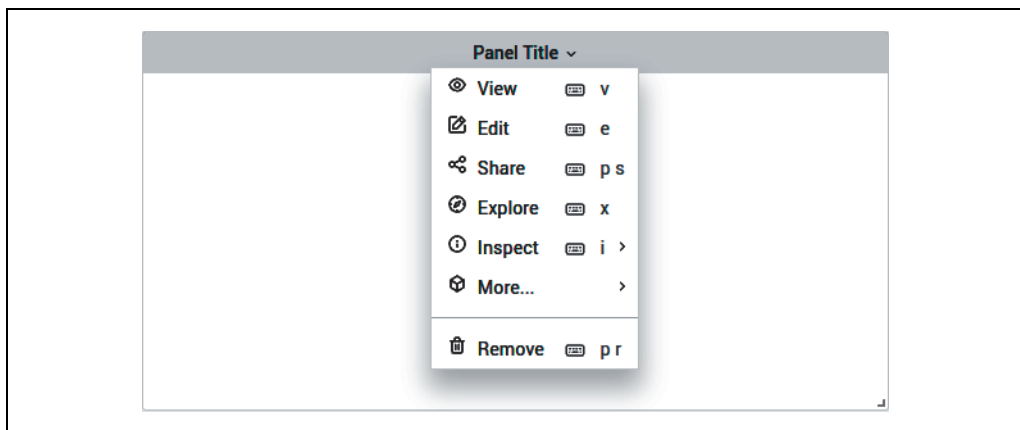 Panel Title
View v
Edit e
Share p s
Explore x
Inspect i
More...
Remove p r